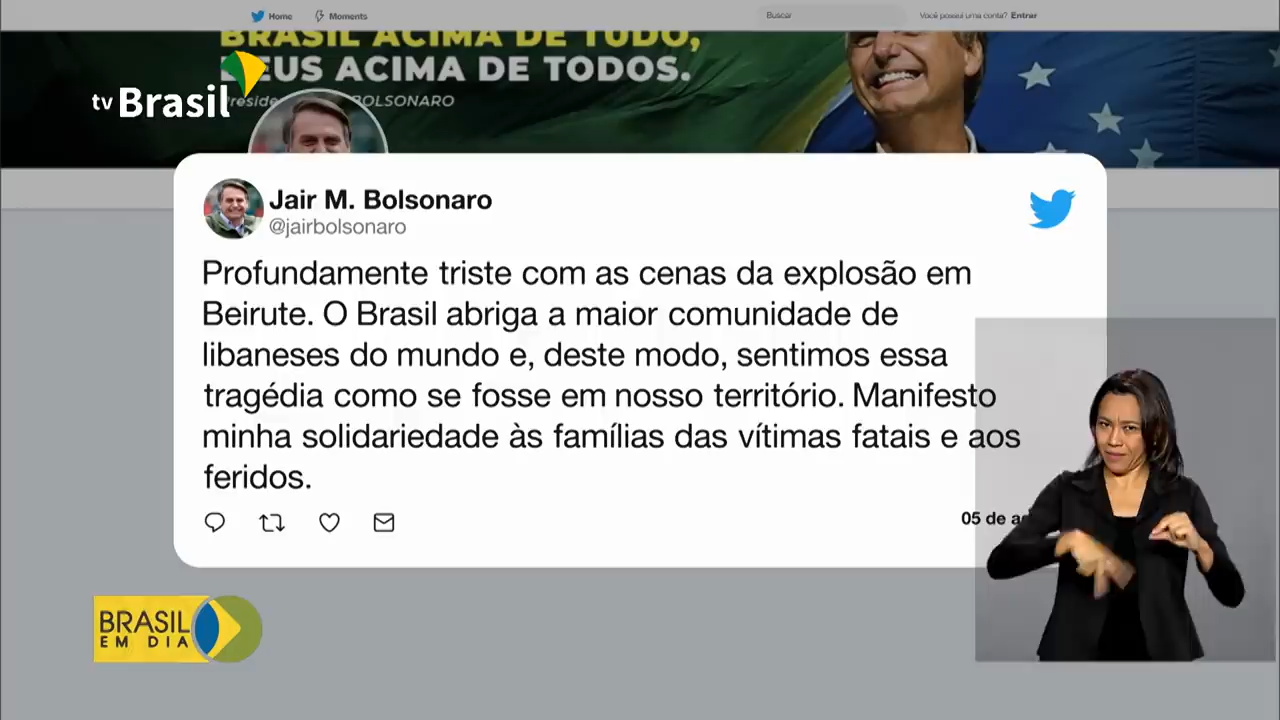 Home
Moments
Buscar
Você possui uma conta? Entrar
BRASIL ACIMA DE TUDO,
DEUS ACIMA DE TODOS.
BOLSONARO
tv Brasil
Jair M. Bolsonaro
@jairbolsonaro
Profundamente triste com as cenas da explosão em
Beirute. O Brasil abriga a maior comunidade de
libaneses do mundo e, deste modo, sentimos essa
tragédia como se fosse em nosso território. Manifesto
minha solidariedade às famílias das vítimas fatais e aos
feridos.
05 de
BRASIL
EM DIA